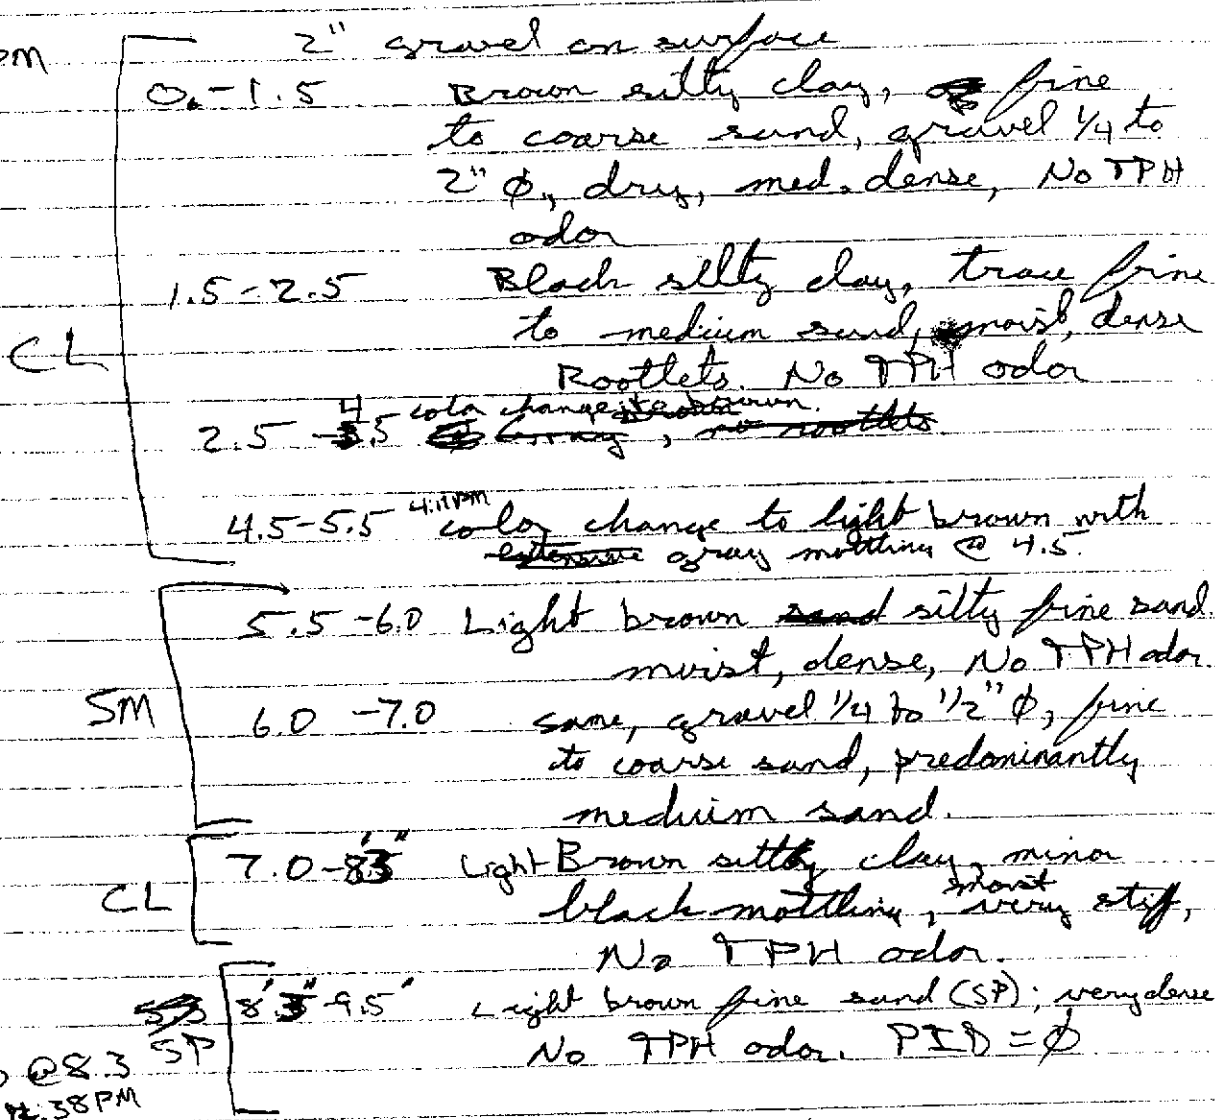 PM
2" gravel on surface
0.-1.5 Brown silty clay, fine
to coarse sand, gravel 1/4 to
2" φ, dry, med. dense, No TPH
odor
1.5-2.5 Black silty clay, trace fine
to medium sand, moist, dense
CL
Rootlets. No TPH odor
2.5-4.5 color change to brown.
4:11PM
4.5-5.5 color change to light brown with
gray mottling @ 4.5.
5.5-6.0 Light brown silty fine sand.
moist, dense, No TPH odor.
SM
6.0-7.0 same, gravel 1/4 to 1/2" φ, fine
to coarse sand, predominantly
medium sand.
7.0-8'3" Light Brown silty clay, minor
CL
black mottling, moist very stiff,
No TPH odor.
8'3"-9.5' Light brown fine sand (SP); very dense
SP
No TPH odor. PID = φ
@8.3
:38PM